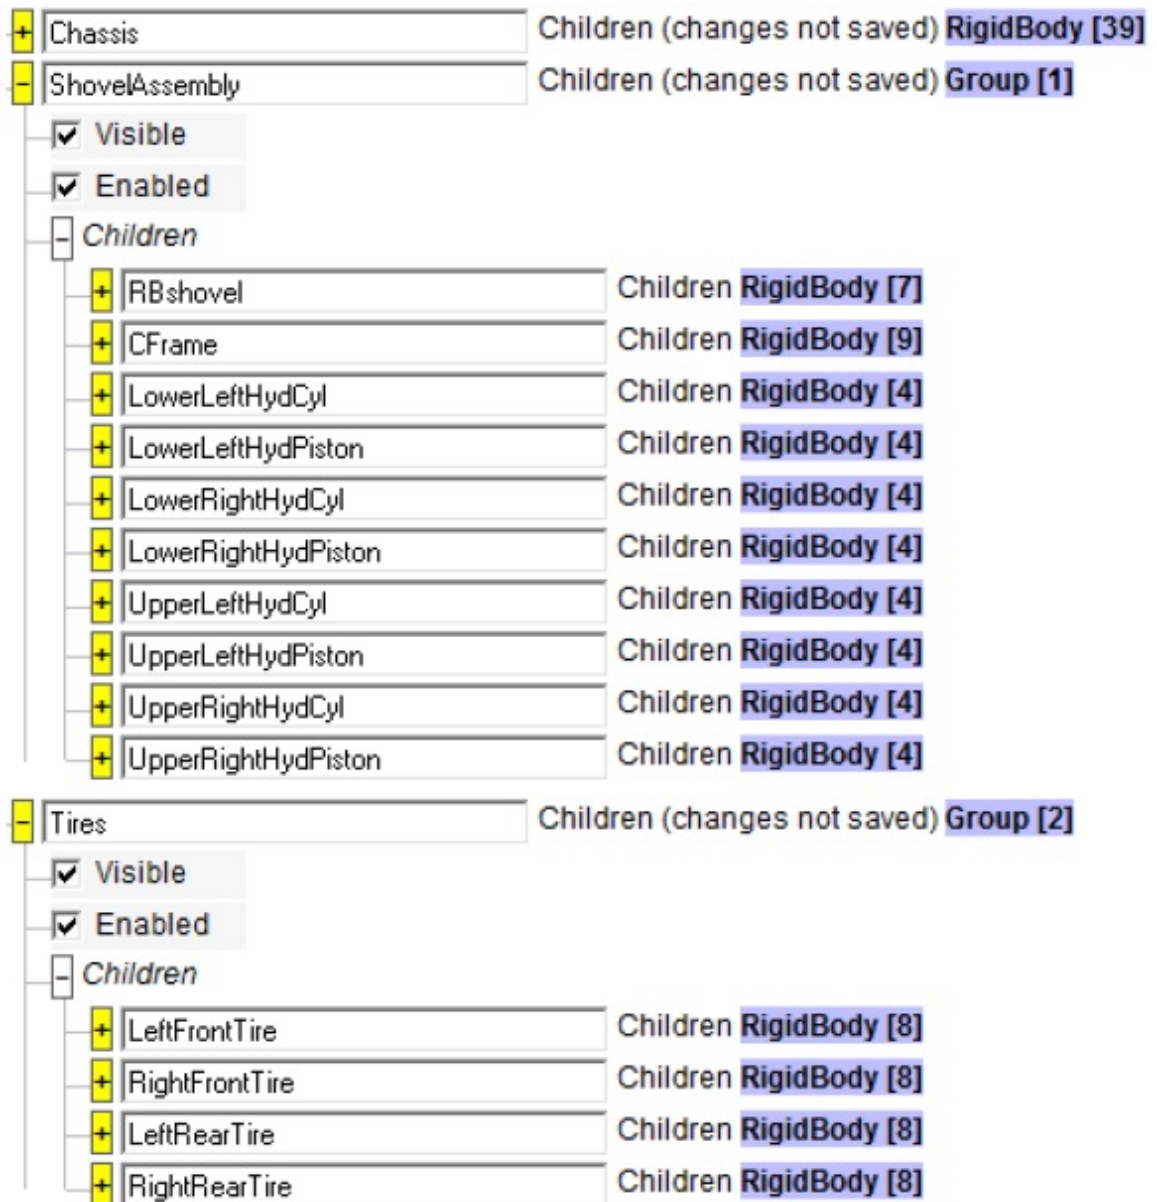 + Chassis Children (changes not saved) RigidBody [39]
- ShovelAssembly Children (changes not saved) Group [1]
Visible
Enabled
- Children
+ RBshovel Children RigidBody [7]
+ CFrame Children RigidBody [9]
+ LowerLeftHydCyl Children RigidBody [4]
+ LowerLeftHydPiston Children RigidBody [4]
+ LowerRightHydCyl Children RigidBody [4]
+ LowerRightHydPiston Children RigidBody [4]
+ UpperLeftHydCyl Children RigidBody [4]
+ UpperLeftHydPiston Children RigidBody [4]
+ UpperRightHydCyl Children RigidBody [4]
+ UpperRightHydPiston Children RigidBody [4]
- Tires Children (changes not saved) Group [2]
Visible
Enabled
- Children
+ LeftFrontTire Children RigidBody [8]
+ RightFrontTire Children RigidBody [8]
+ LeftRearTire Children RigidBody [8]
+ RightRearTire Children RigidBody [8]